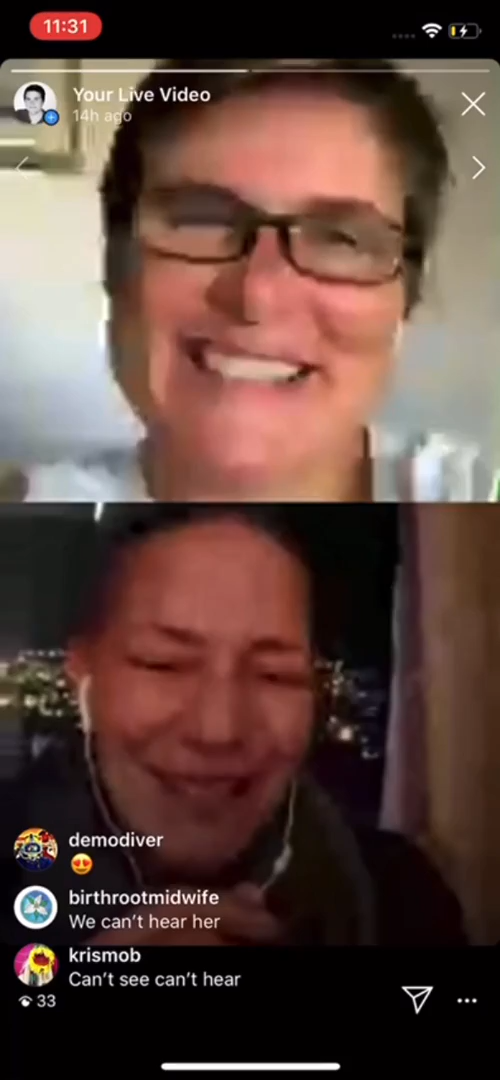 11:31
Your Live Video
14h ago
demodiver
😍
birthrootmidwife
We can't hear her
krismob
Can't see can't hear
33